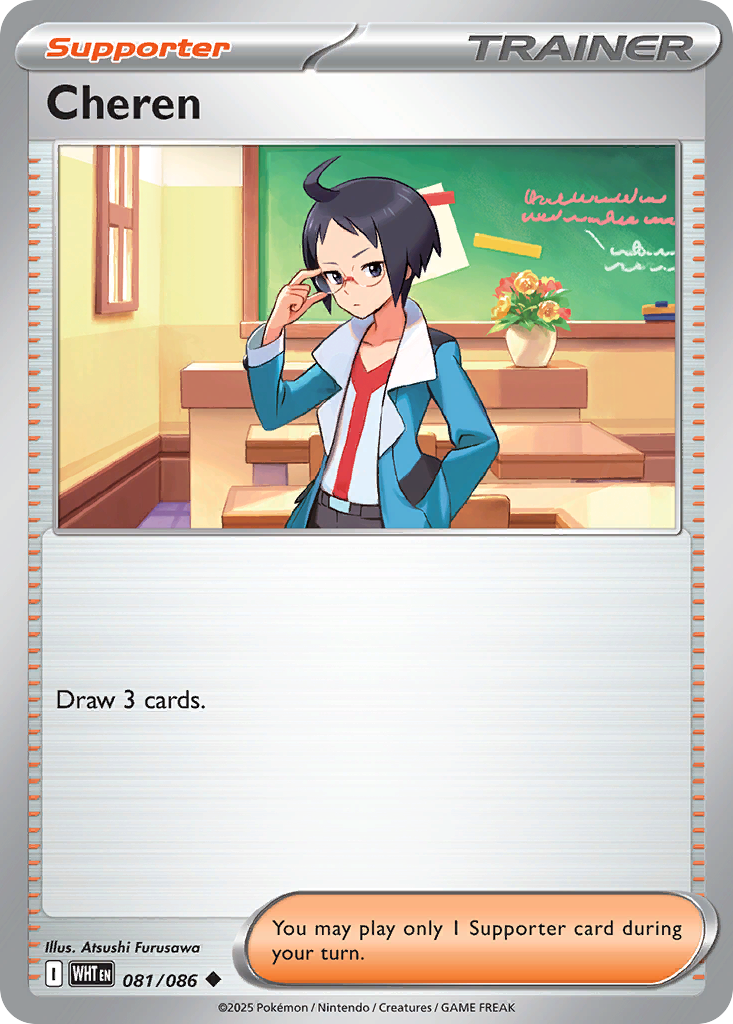 Supporter TRAINER
Cheren
Draw 3 cards.
You may play only 1 Supporter card during
your turn.
Illus. Atsushi Furusawa
I WHT EN 081/086
©2025 Pokémon / Nintendo / Creatures / GAME FREAK